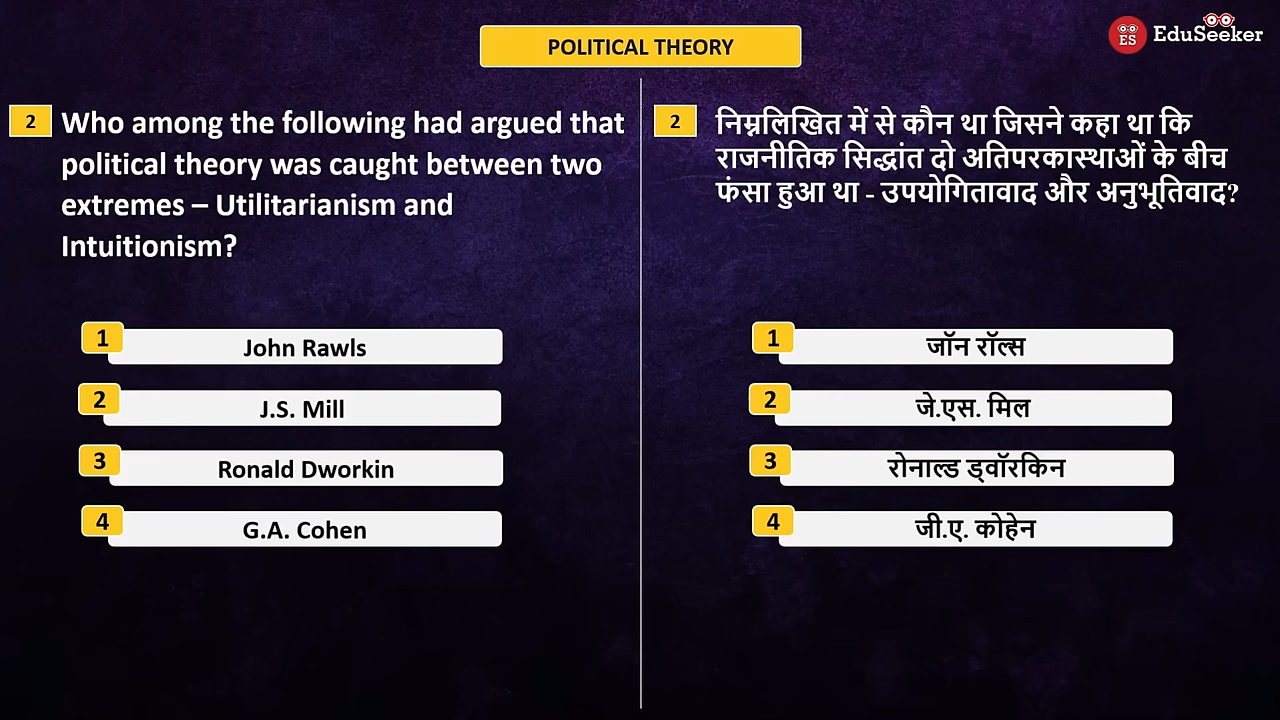 POLITICAL THEORY
ES EduSeeker
2 Who among the following had argued that
political theory was caught between two
extremes – Utilitarianism and
Intuitionism?
1 John Rawls
2 J.S. Mill
3 Ronald Dworkin
4 G.A. Cohen
2 निम्नलिखित में से कौन था जिसने कहा था कि
राजनीतिक सिद्धांत दो अतिपरकास्थाओं के बीच
फंसा हुआ था - उपयोगितावाद और अनुभूतिवाद?
1 जॉन रॉल्स
2 जे.एस. मिल
3 रोनाल्ड ड्वॉरकिन
4 जी.ए. कोहेन